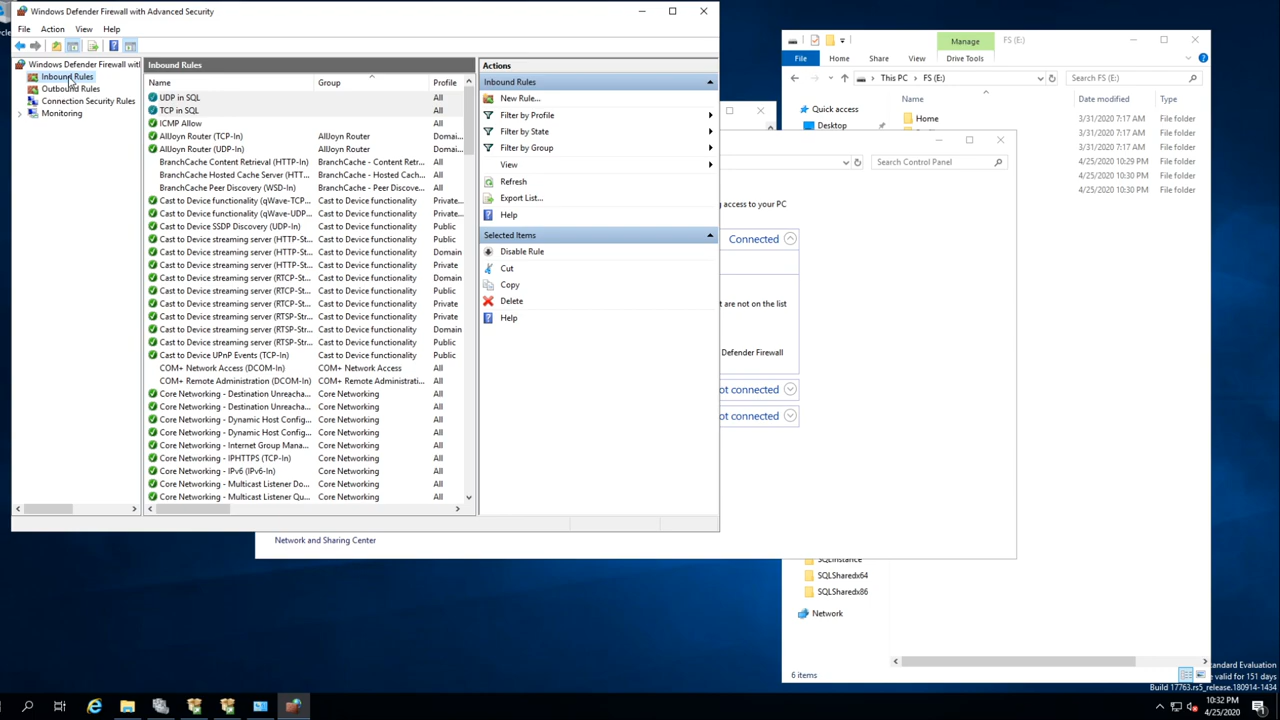 Windows Defender Firewall with Advanced Security
File Action View Help
Windows Defender Firewall wit
Inbound Rules
Outbound Rules
Connection Security Rules
Monitoring
Inbound Rules
Name Group Profile
UDP in SQL All
TCP in SQL All
ICMP Allow All
AllJoyn Router (TCP-In) AllJoyn Router Domai...
AllJoyn Router (UDP-In) AllJoyn Router Domai...
BranchCache Content Retrieval (HTTP-In) BranchCache - Content Retr... All
BranchCache Hosted Cache Server (HTT... BranchCache - Hosted Cach... All
BranchCache Peer Discovery (WSD-In) BranchCache - Peer Discove... All
Cast to Device functionality (qWave-TCP... Cast to Device functionality Private...
Cast to Device functionality (qWave-UDP... Cast to Device functionality Private...
Cast to Device SSDP Discovery (UDP-In) Cast to Device functionality Public
Cast to Device streaming server (HTTP-St... Cast to Device functionality Public
Cast to Device streaming server (HTTP-St... Cast to Device functionality Domain
Cast to Device streaming server (HTTP-St... Cast to Device functionality Private
Cast to Device streaming server (RTCP-St... Cast to Device functionality Domain
Cast to Device streaming server (RTCP-St... Cast to Device functionality Public
Cast to Device streaming server (RTCP-St... Cast to Device functionality Private
Cast to Device streaming server (RTSP-Str... Cast to Device functionality Private
Cast to Device streaming server (RTSP-Str... Cast to Device functionality Domain
Cast to Device streaming server (RTSP-Str... Cast to Device functionality Public
Cast to Device UPnP Events (TCP-In) Cast to Device functionality Public
COM+ Network Access (DCOM-In) COM+ Network Access All
COM+ Remote Administration (DCOM-In) COM+ Remote Administrati... All
Core Networking - Destination Unreacha... Core Networking All
Core Networking - Destination Unreacha... Core Networking All
Core Networking - Dynamic Host Config... Core Networking All
Core Networking - Dynamic Host Config... Core Networking All
Core Networking - Internet Group Mana... Core Networking All
Core Networking - IPHTTPS (TCP-In) Core Networking All
Core Networking - IPv6 (IPv6-In) Core Networking All
Core Networking - Multicast Listener Do... Core Networking All
Core Networking - Multicast Listener Qu... Core Networking All
Actions
Inbound Rules
New Rule...
Filter by Profile
Filter by State
Filter by Group
View
Refresh
Export List...
Help
Selected Items
Disable Rule
Cut
Copy
Delete
Help
Search Control Panel
g access to your PC
Connected
t are not on the list
Defender Firewall
ot connected
ot connected
Network and Sharing Center
Manage FS (E:)
File Home Share View Drive Tools
This PC FS (E:) Search FS (E:)
Quick access
Desktop
Name Date modified Type
Home 3/31/2020 7:17 AM File folder
3/31/2020 7:17 AM File folder
3/31/2020 7:17 AM File folder
4/25/2020 10:29 PM File folder
4/25/2020 10:30 PM File folder
4/25/2020 10:30 PM File folder
SQLInstance
SQLSharedx64
SQLSharedx86
Network
6 items
tandard Evaluation
e valid for 151 days
Build 17763.rs5_release.180914-1434
10:32 PM
4/25/2020
1